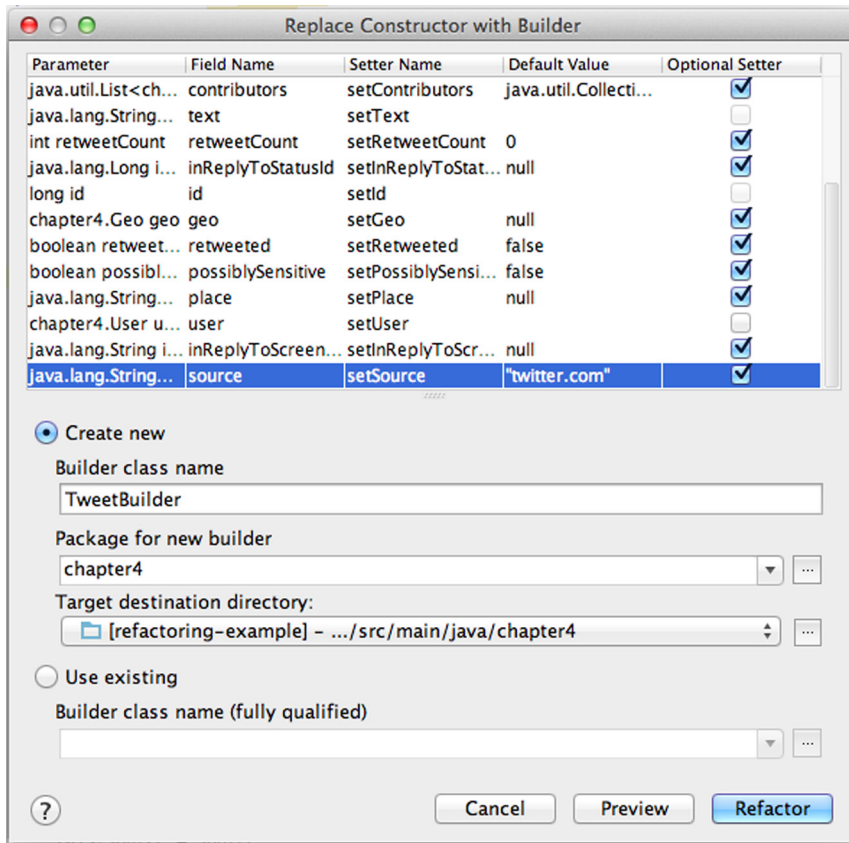 Replace Constructor with Builder
Parameter Field Name Setter Name Default Value Optional Setter
java.util.List<ch... contributors setContributors java.util.Collecti...
java.lang.String... text setText
int retweetCount retweetCount setRetweetCount 0
java.lang.Long i... inReplyToStatusId setInReplyToStat... null
long id id setId
chapter4.Geo geo geo setGeo null
boolean retweet... retweeted setRetweeted false
boolean possibl... possiblySensitive setPossiblySensi... false
java.lang.String... place setPlace null
chapter4.User u... user setUser
java.lang.String i... inReplyToScreen... setInReplyToScr... null
java.lang.String... source setSource "twitter.com"
Create new
Builder class name
TweetBuilder
Package for new builder
chapter4
...
Target destination directory:
[refactoring-example] – .../src/main/java/chapter4
...
Use existing
Builder class name (fully qualified)
...
? Cancel Preview Refactor